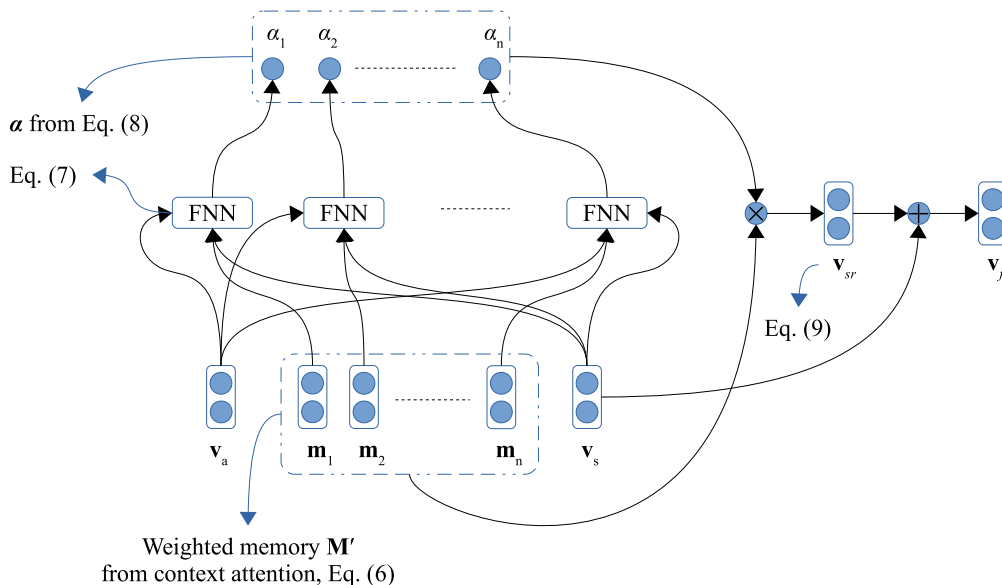 α1 α2 αn
α from Eq. (8)
Eq. (7)
FNN FNN FNN
vsr
Eq. (9)
va m1 m2 mn vs
Weighted memory M′
from context attention, Eq. (6)